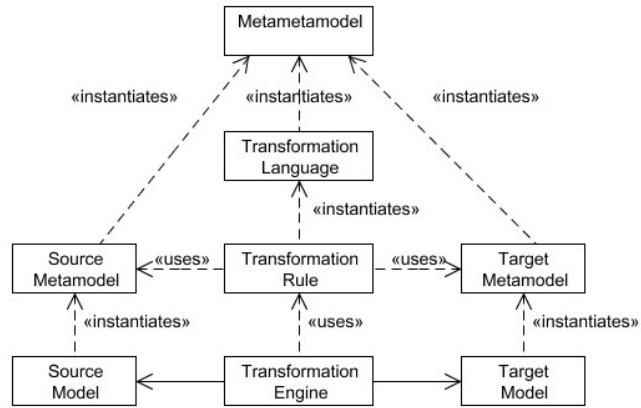 Metametamodel
«instantiates»
«instantiates»
«instantiates»
Transformation
Language
«instantiates»
Source
Metamodel
«uses»
Transformation
Rule
«uses»
Target
Metamodel
«instantiates»
«uses»
«instantiates»
Source
Model
Transformation
Engine
Target
Model